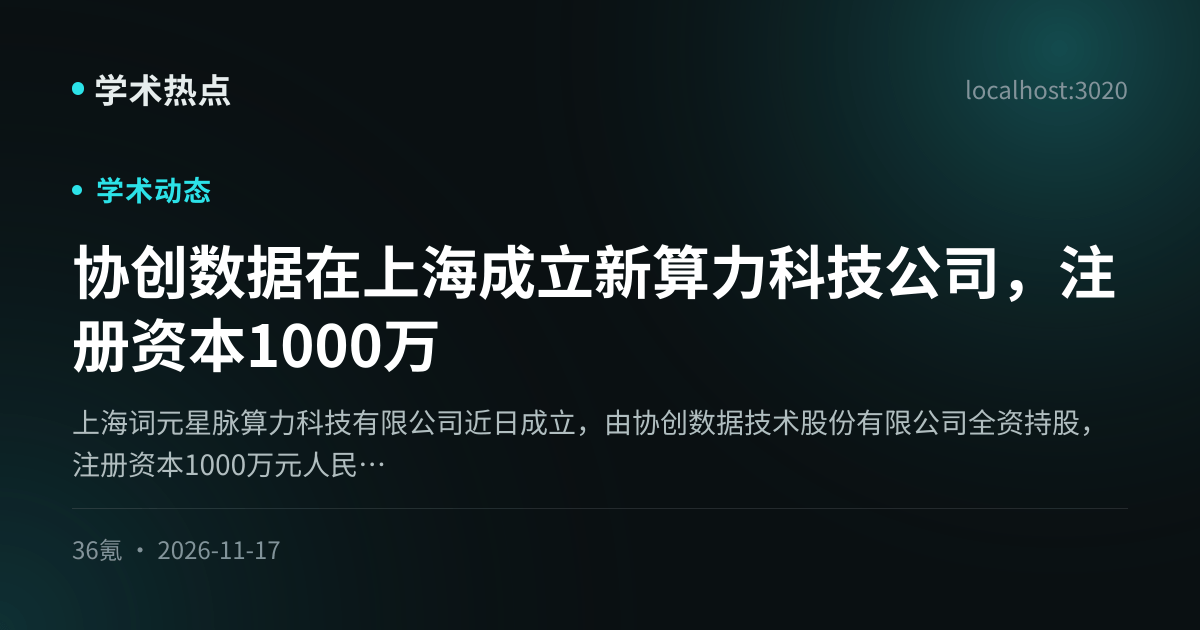 学术热点
localhost:3020
学术动态
协创数据在上海成立新算力科技公司，注
册资本1000万
上海词元星脉算力科技有限公司近日成立，由协创数据技术股份有限公司全资持股，
注册资本1000万元人民…
36氪 · 2026-11-17